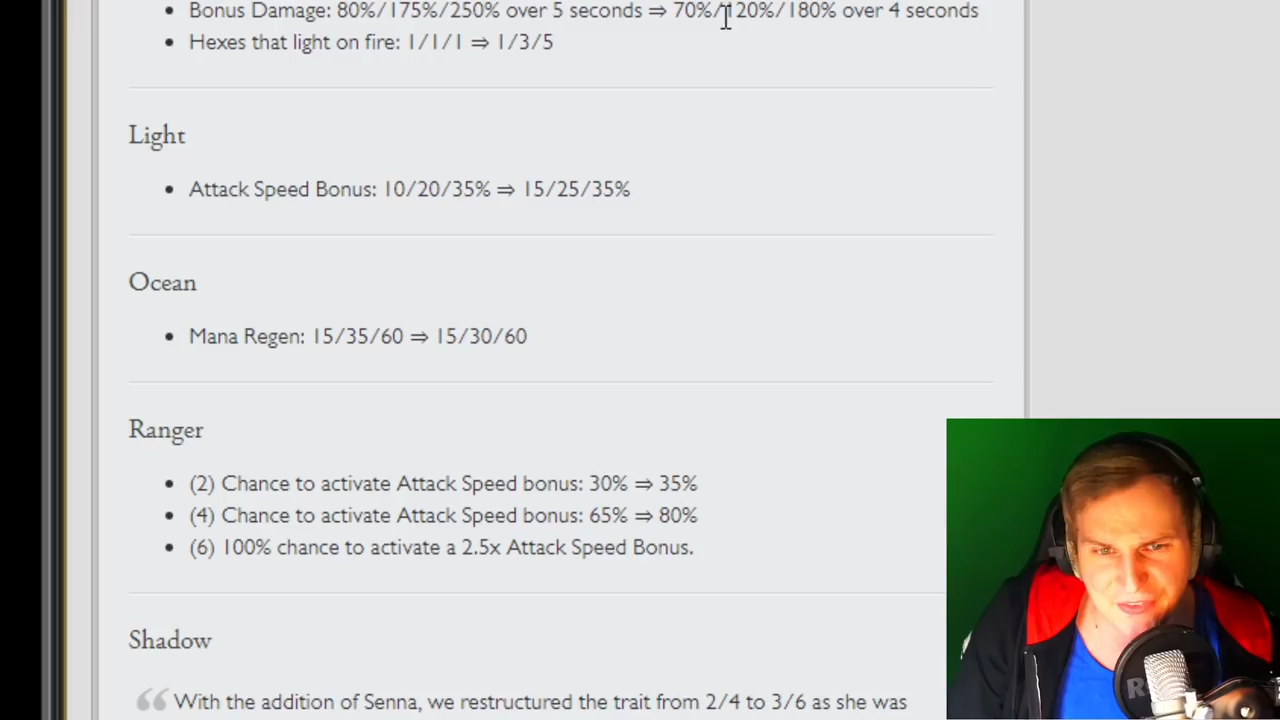 Bonus Damage: 80%/175%/250% over 5 seconds ⇒ 70%/120%/180% over 4 seconds
Hexes that light on fire: 1/1/1 ⇒ 1/3/5
Light
Attack Speed Bonus: 10/20/35% ⇒ 15/25/35%
Ocean
Mana Regen: 15/35/60 ⇒ 15/30/60
Ranger
(2) Chance to activate Attack Speed bonus: 30% ⇒ 35%
(4) Chance to activate Attack Speed bonus: 65% ⇒ 80%
(6) 100% chance to activate a 2.5x Attack Speed Bonus.
Shadow
“ With the addition of Senna, we restructured the trait from 2/4 to 3/6 as she was